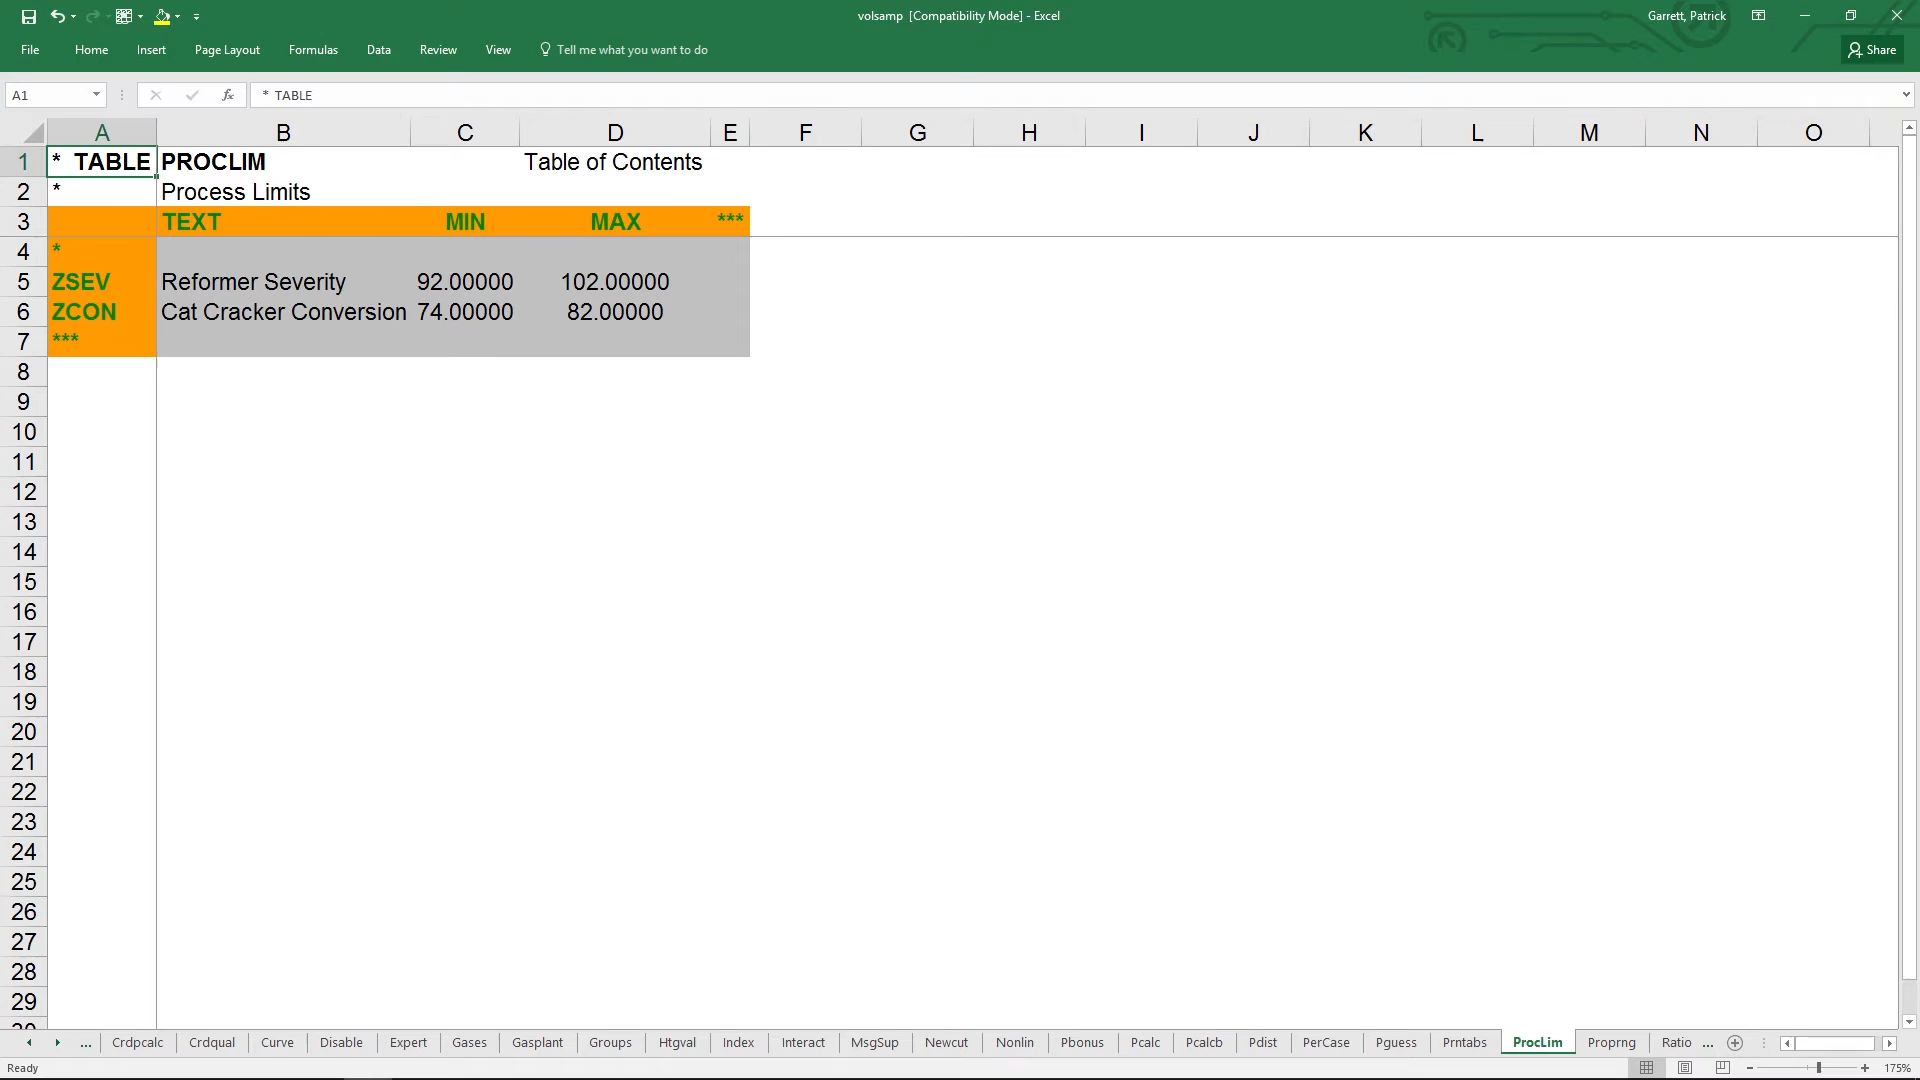 volsamp [Compatibility Mode] - Excel
Garrett, Patrick
File Home Insert Page Layout Formulas Data Review View Tell me what you want to do
Share
A1 fx * TABLE
A B C D E F G H I J K L M N O
1 * TABLE PROCLIM Table of Contents
2 * Process Limits
3 TEXT MIN MAX ***
4 *
5 ZSEV Reformer Severity 92.00000 102.00000
6 ZCON Cat Cracker Conversion 74.00000 82.00000
7 ***
8
9
10
11
12
13
14
15
16
17
18
19
20
21
22
23
24
25
26
27
28
29
30
... Crdpcalc Crdqual Curve Disable Expert Gases Gasplant Groups Htgval Index Interact MsgSup Newcut Nonlin Pbonus Pcalc Pcalcb Pdist PerCase Pguess Prntabs ProcLim Proprng Ratio ...
Ready
175%